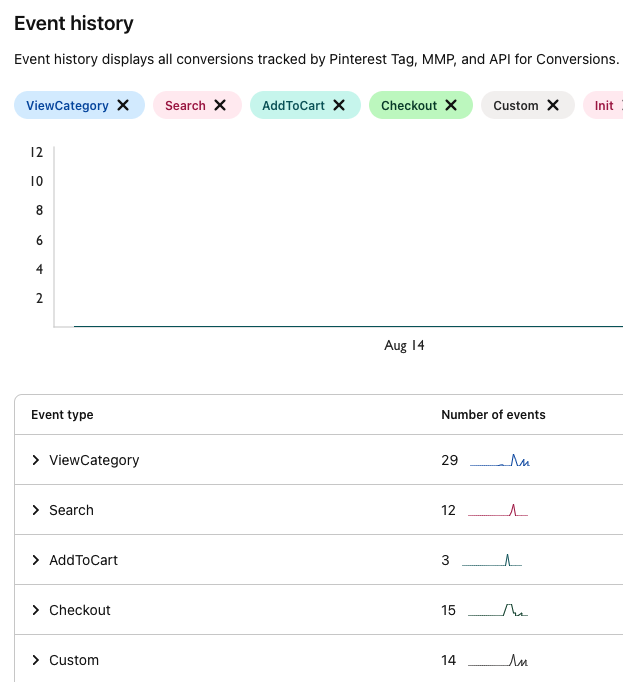 Event history
Event history displays all conversions tracked by Pinterest Tag, MMP, and API for Conversions.
ViewCategory Search AddToCart Checkout Custom Init
12
10
8
6
4
2
Aug 14
Event type Number of events
ViewCategory 29
Search 12
AddToCart 3
Checkout 15
Custom 14